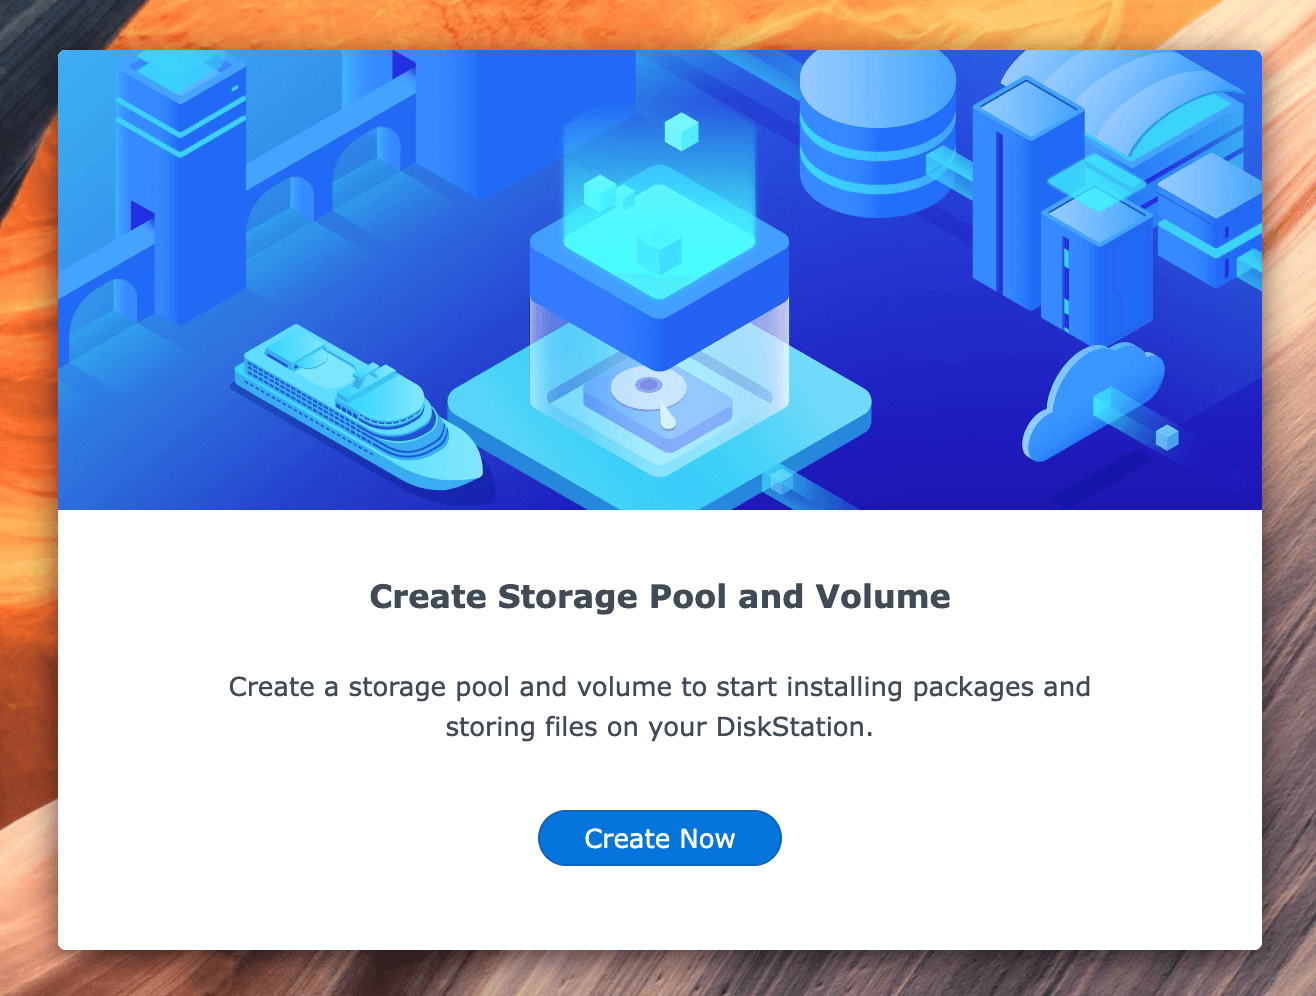 Create Storage Pool and Volume
Create a storage pool and volume to start installing packages and
storing files on your DiskStation.
Create Now